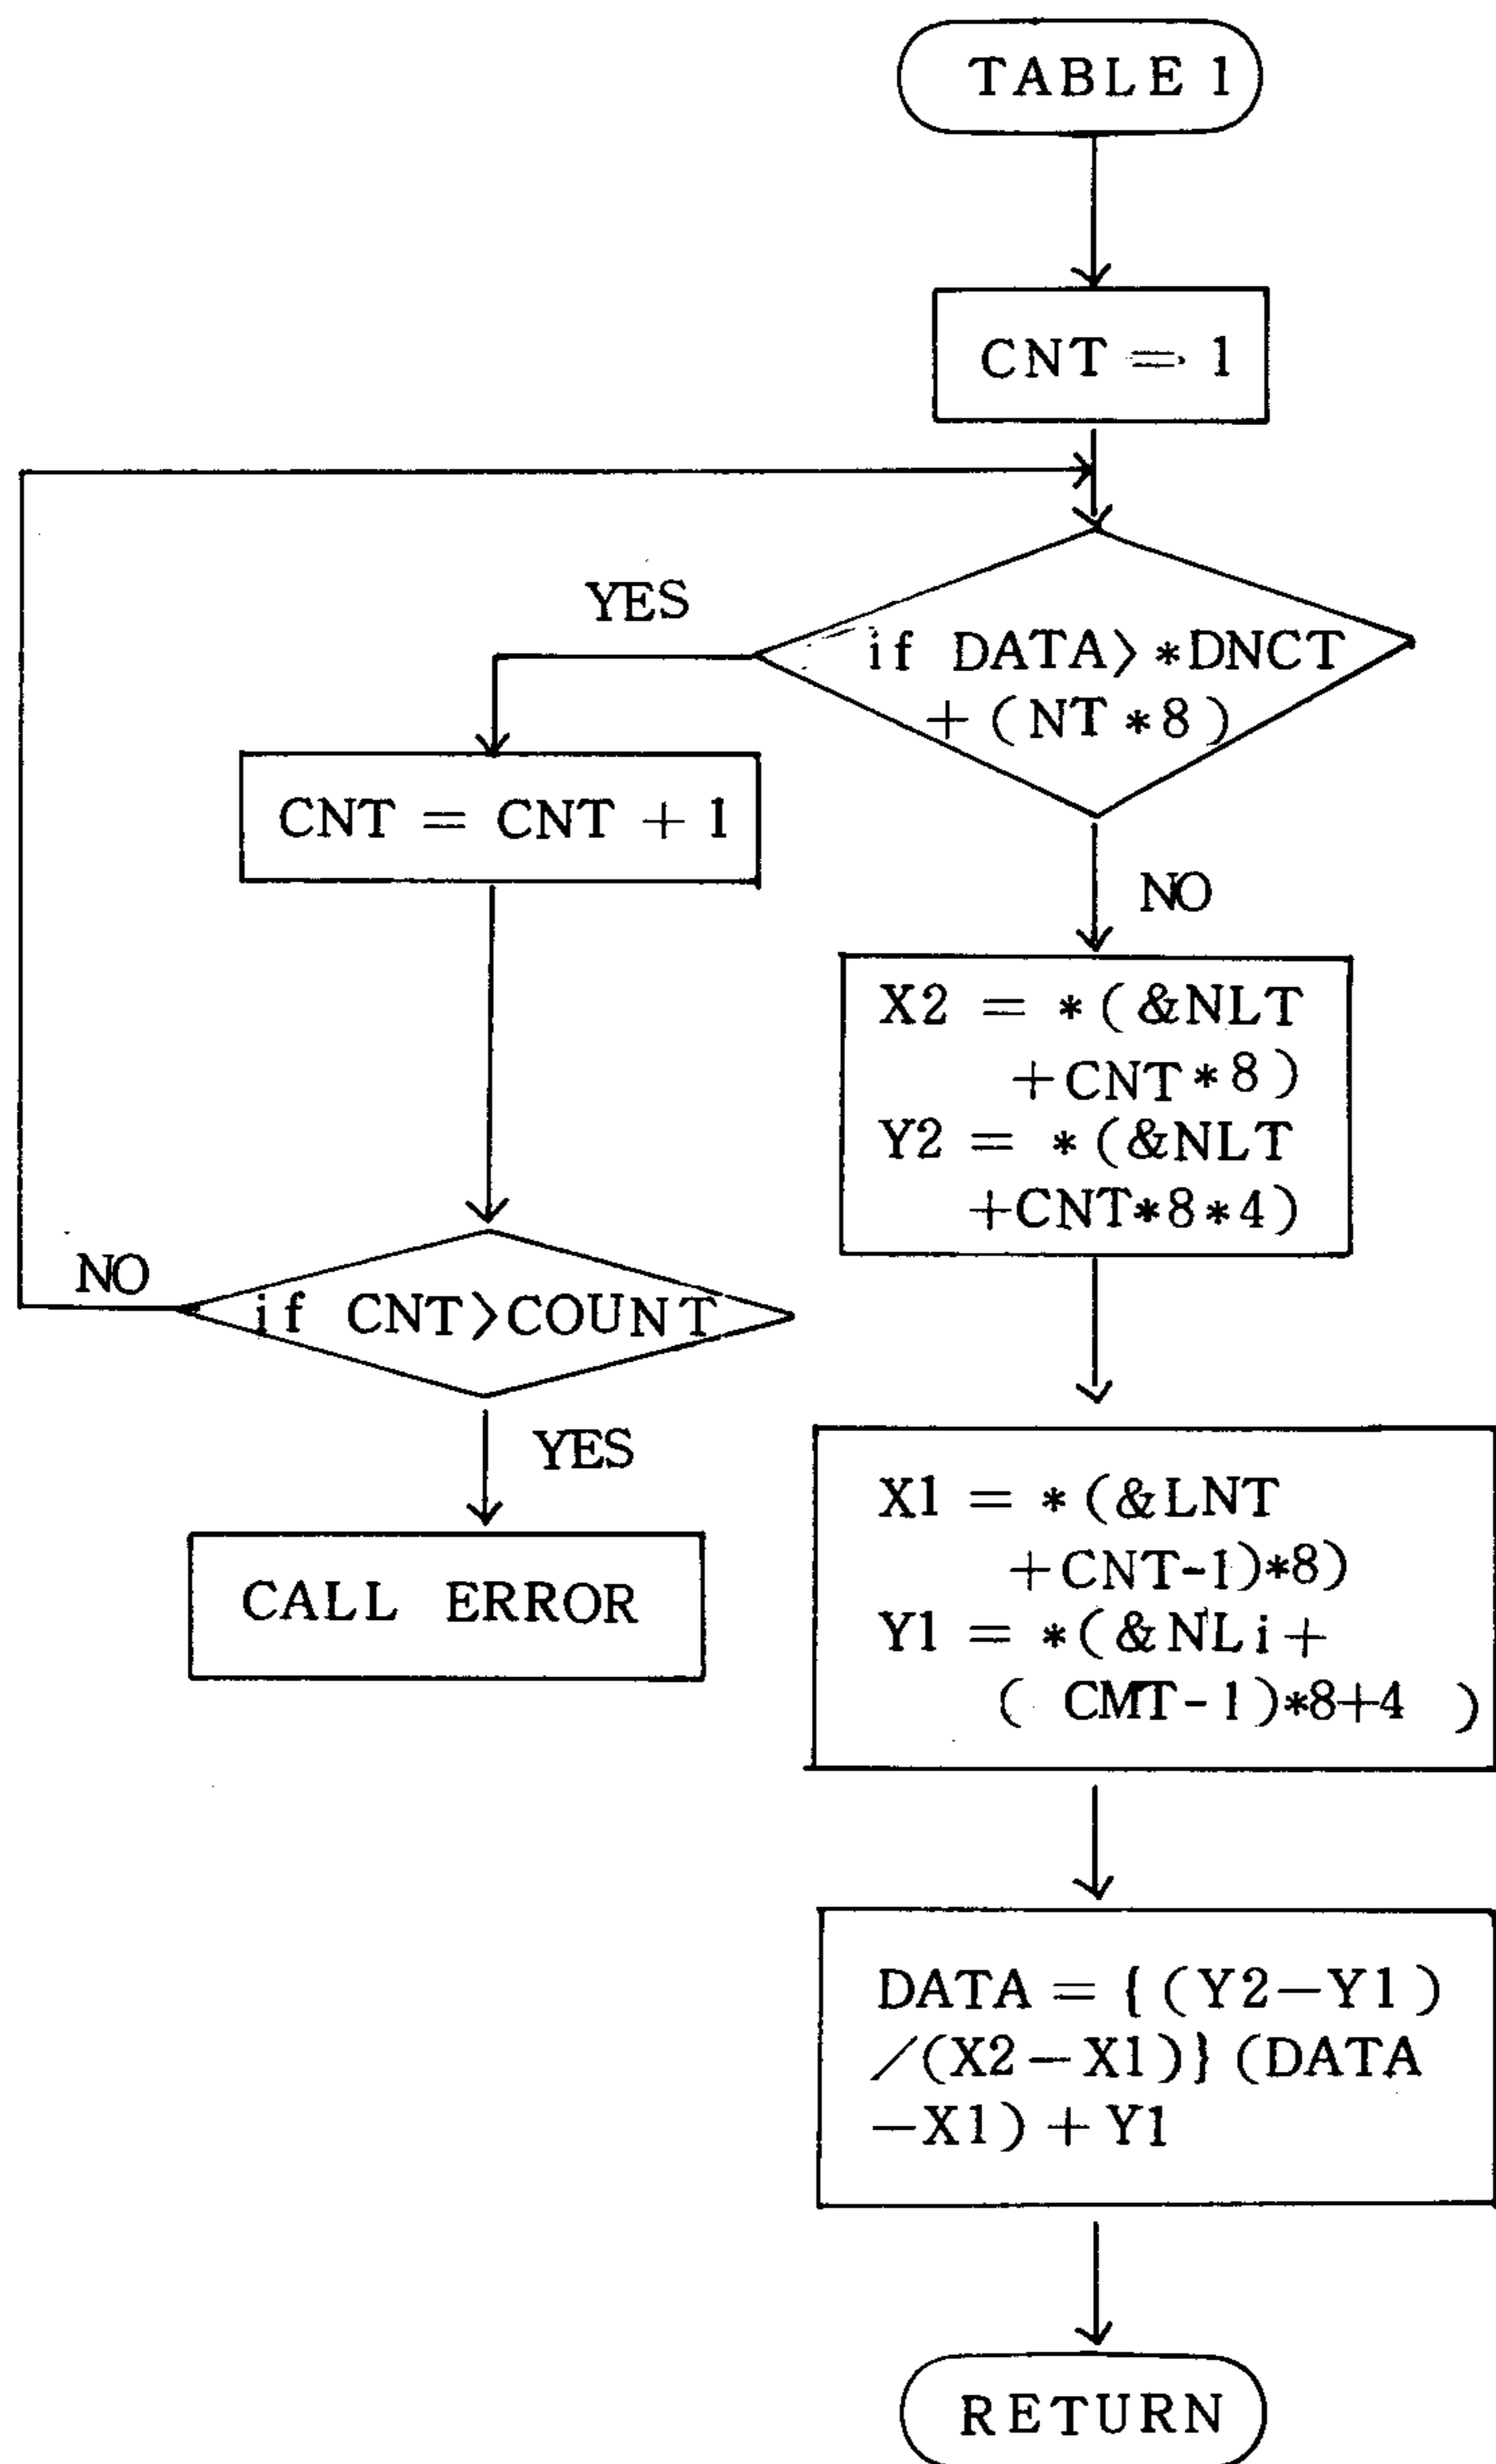 TABLE 1
CNT = 1
YES
if DATA>*DNCT
+(NT*8)
CNT = CNT + 1
NO
X2 = *(&NLT
+CNT*8)
Y2 = *(&NLT
+CNT*8*4)
NO
if CNT>COUNT
YES
CALL ERROR
X1 = *(&LNT
+CNT-1)*8)
Y1 = *(&NLi+
( CMT-1)*8+4 )
DATA = {(Y2-Y1)
/(X2-X1)}(DATA
-X1)+Y1
RETURN